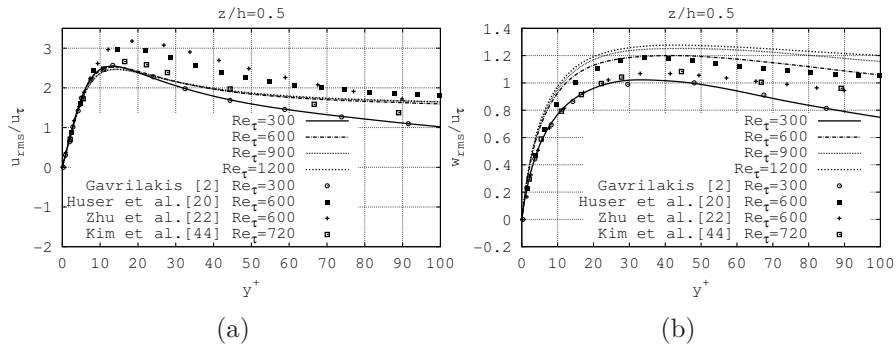 z/h=0.5
u_rms/u_τ
3
2
1
0
−1
−2
Re_τ=300
Re_τ=600
Re_τ=900
Re_τ=1200
Gavrilakis [2] Re_τ=300
Huser et al.[20] Re_τ=600
Zhu et al.[22] Re_τ=600
Kim et al.[44] Re_τ=720
0 10 20 30 40 50 60 70 80 90 100
y⁺
(a)
z/h=0.5
w_rms/u_τ
1.4
1.2
1
0.8
0.6
0.4
0.2
0
−0.2
Re_τ=300
Re_τ=600
Re_τ=900
Re_τ=1200
Gavrilakis [2] Re_τ=300
Huser et al.[20] Re_τ=600
Zhu et al.[22] Re_τ=600
Kim et al.[44] Re_τ=720
0 10 20 30 40 50 60 70 80 90 100
y⁺
(b)